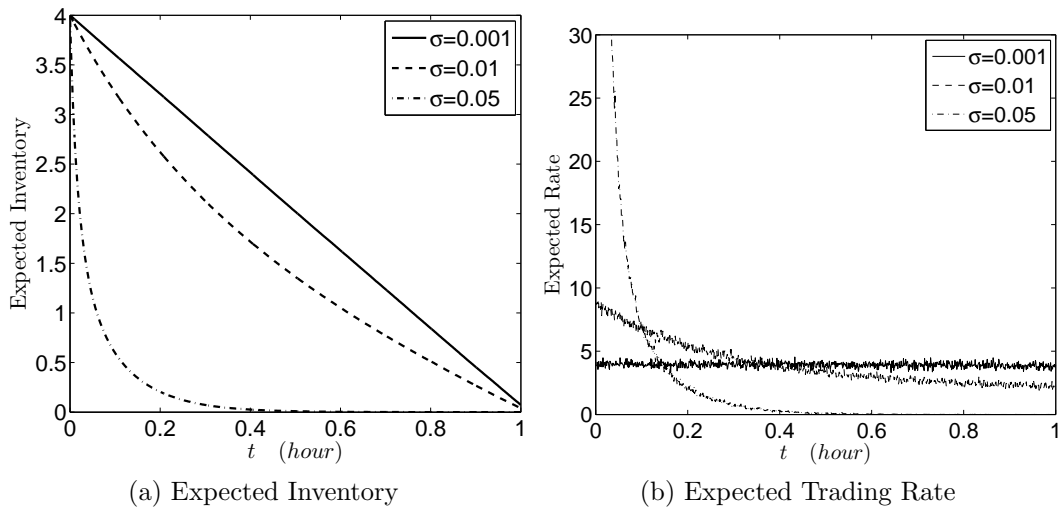 4
3.5
3
2.5
2
1.5
1
0.5
0
Expected Inventory
σ=0.001
σ=0.01
σ=0.05
0 0.2 0.4 0.6 0.8 1
t (hour)
(a) Expected Inventory
30
25
20
15
10
5
0
Expected Rate
σ=0.001
σ=0.01
σ=0.05
0 0.2 0.4 0.6 0.8 1
t (hour)
(b) Expected Trading Rate